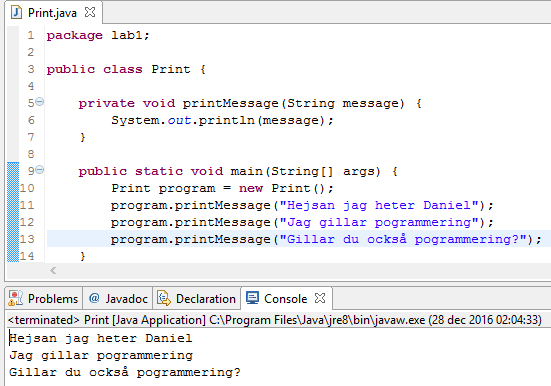 Print.java
1 package lab1;
2
3 public class Print {
4
5 private void printMessage(String message) {
6 System.out.println(message);
7 }
8
9 public static void main(String[] args) {
10 Print program = new Print();
11 program.printMessage("Hejsan jag heter Daniel");
12 program.printMessage("Jag gillar pogrammering");
13 program.printMessage("Gillar du också pogrammering?");
14 }
Problems @ Javadoc Declaration Console
<terminated> Print [Java Application] C:\Program Files\Java\jre8\bin\javaw.exe (28 dec 2016 02:04:33)
Hejsan jag heter Daniel
Jag gillar pogrammering
Gillar du också pogrammering?